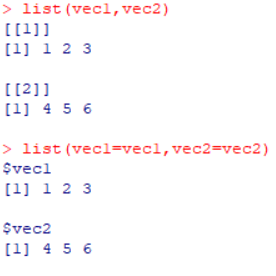 > list(vec1,vec2)
[[1]]
[1] 1 2 3
[[2]]
[1] 4 5 6
> list(vec1=vec1,vec2=vec2)
$vec1
[1] 1 2 3
$vec2
[1] 4 5 6